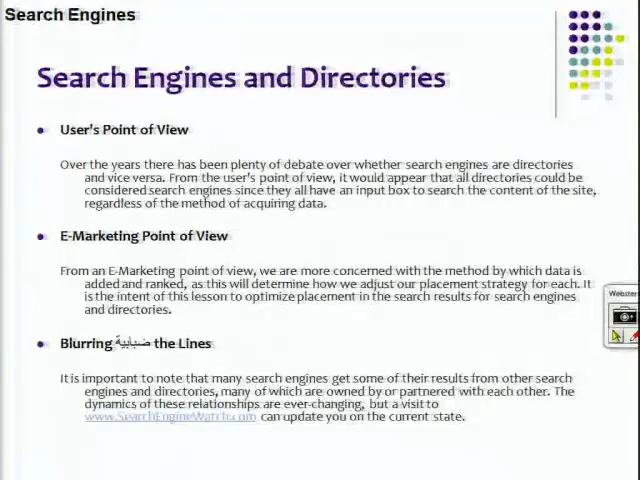 Search Engines
Search Engines and Directories
User's Point of View
Over the years there has been plenty of debate over whether search engines are directories
and vice versa. From the user's point of view, it would appear that all directories could be
considered search engines since they all have an input box to search the content of the site,
regardless of the method of acquiring data.
E-Marketing Point of View
From an E-Marketing point of view, we are more concerned with the method by which data is
added and ranked, as this will determine how we adjust our placement strategy for each. It
is the intent of this lesson to optimize placement in the search results for search engines
and directories.
Blurring ضبابية the Lines
It is important to note that many search engines get some of their results from other search
engines and directories, many of which are owned by or partnered with each other. The
dynamics of these relationships are ever-changing, but a visit to
www.SearchEngineWatch.com can update you on the current state.